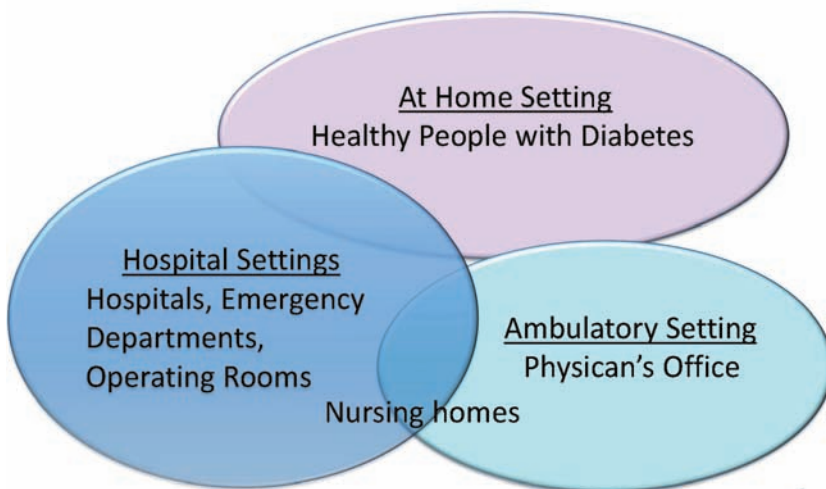 At Home Setting
Healthy People with Diabetes
Hospital Settings
Hospitals, Emergency
Departments,
Operating Rooms
Ambulatory Setting
Physican's Office
Nursing homes